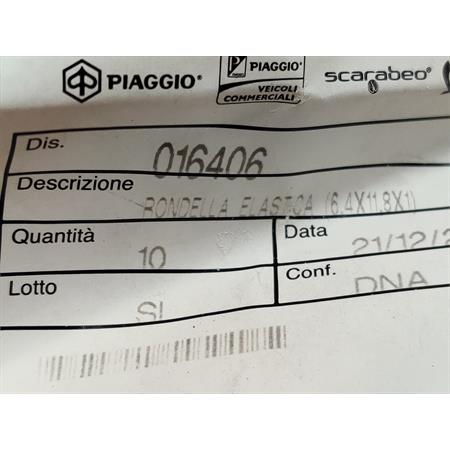 PIAGGIO PIAGGIO scarabeo
VEICOLI
COMMERCIALI
Dis. 016406
Descrizione
RONDELLA ELASTICA (6,4X11,8X1)
Quantità 10 Data 21/12/2
Lotto SI Conf. DNA